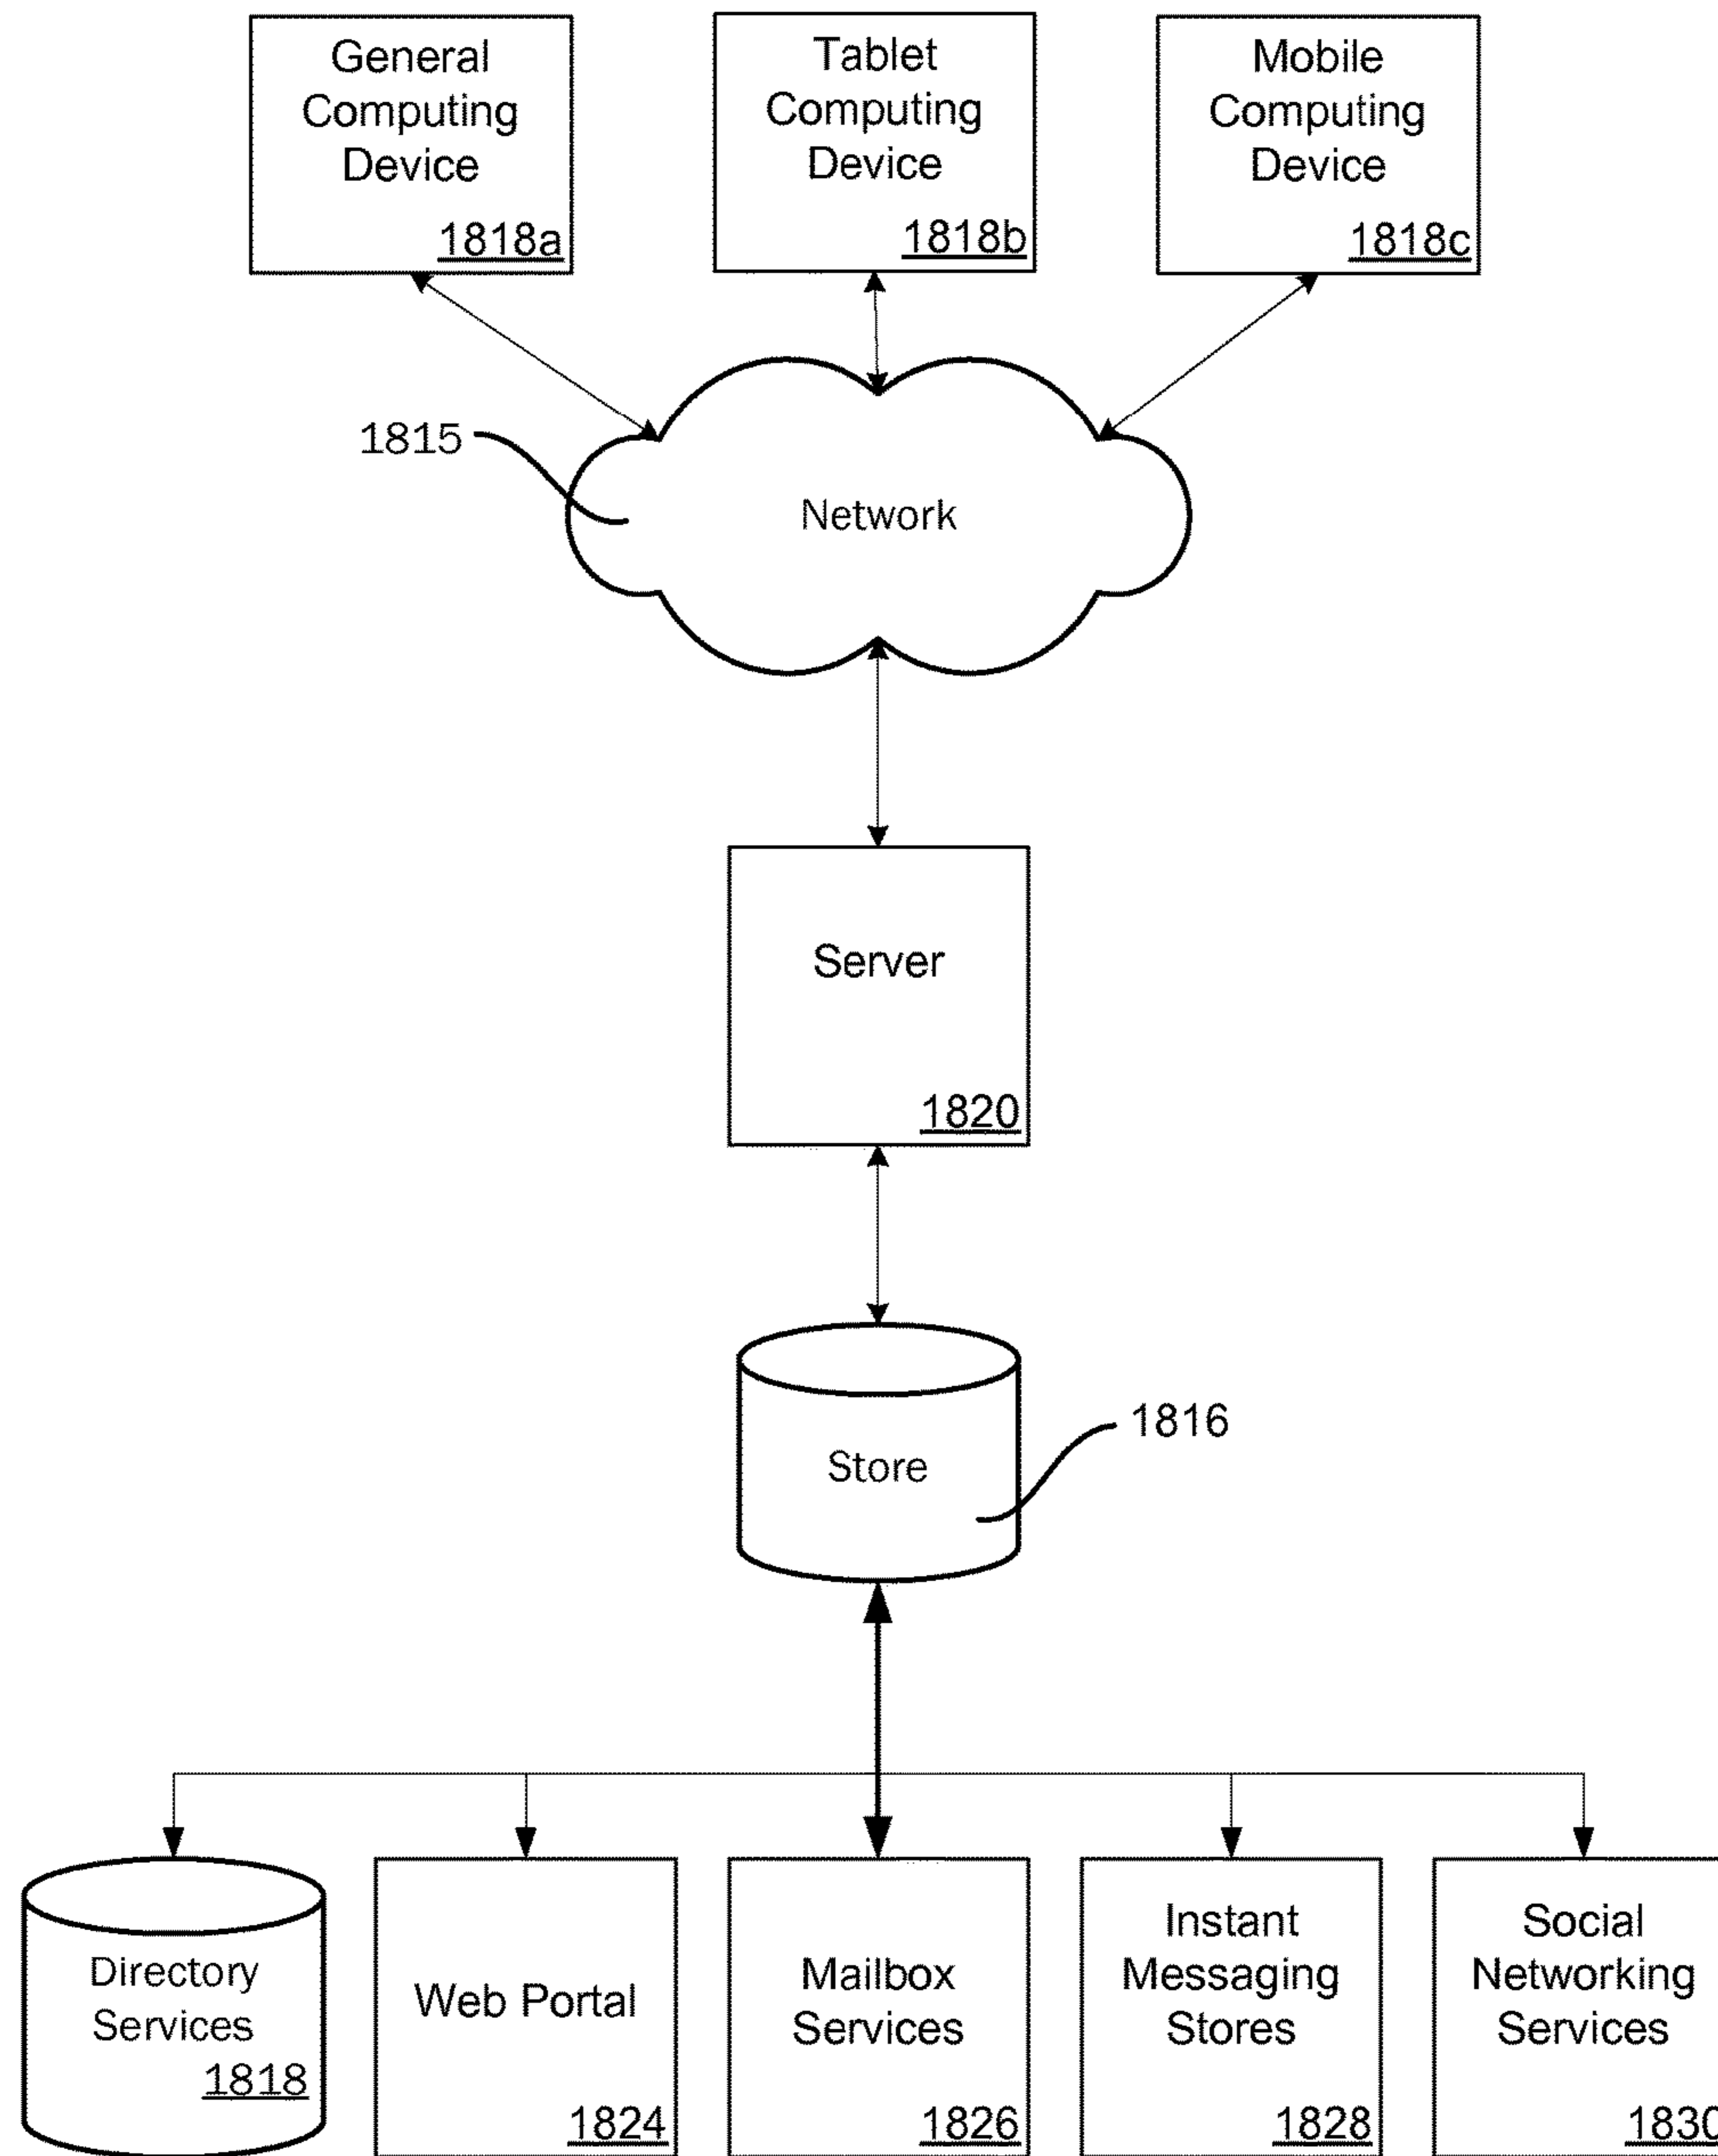 General
Computing
Device
1818a
Tablet
Computing
Device
1818b
Mobile
Computing
Device
1818c
1815
Network
Server
1820
Store
1816
Directory
Services
1818
Web Portal
1824
Mailbox
Services
1826
Instant
Messaging
Stores
1828
Social
Networking
Services
1830